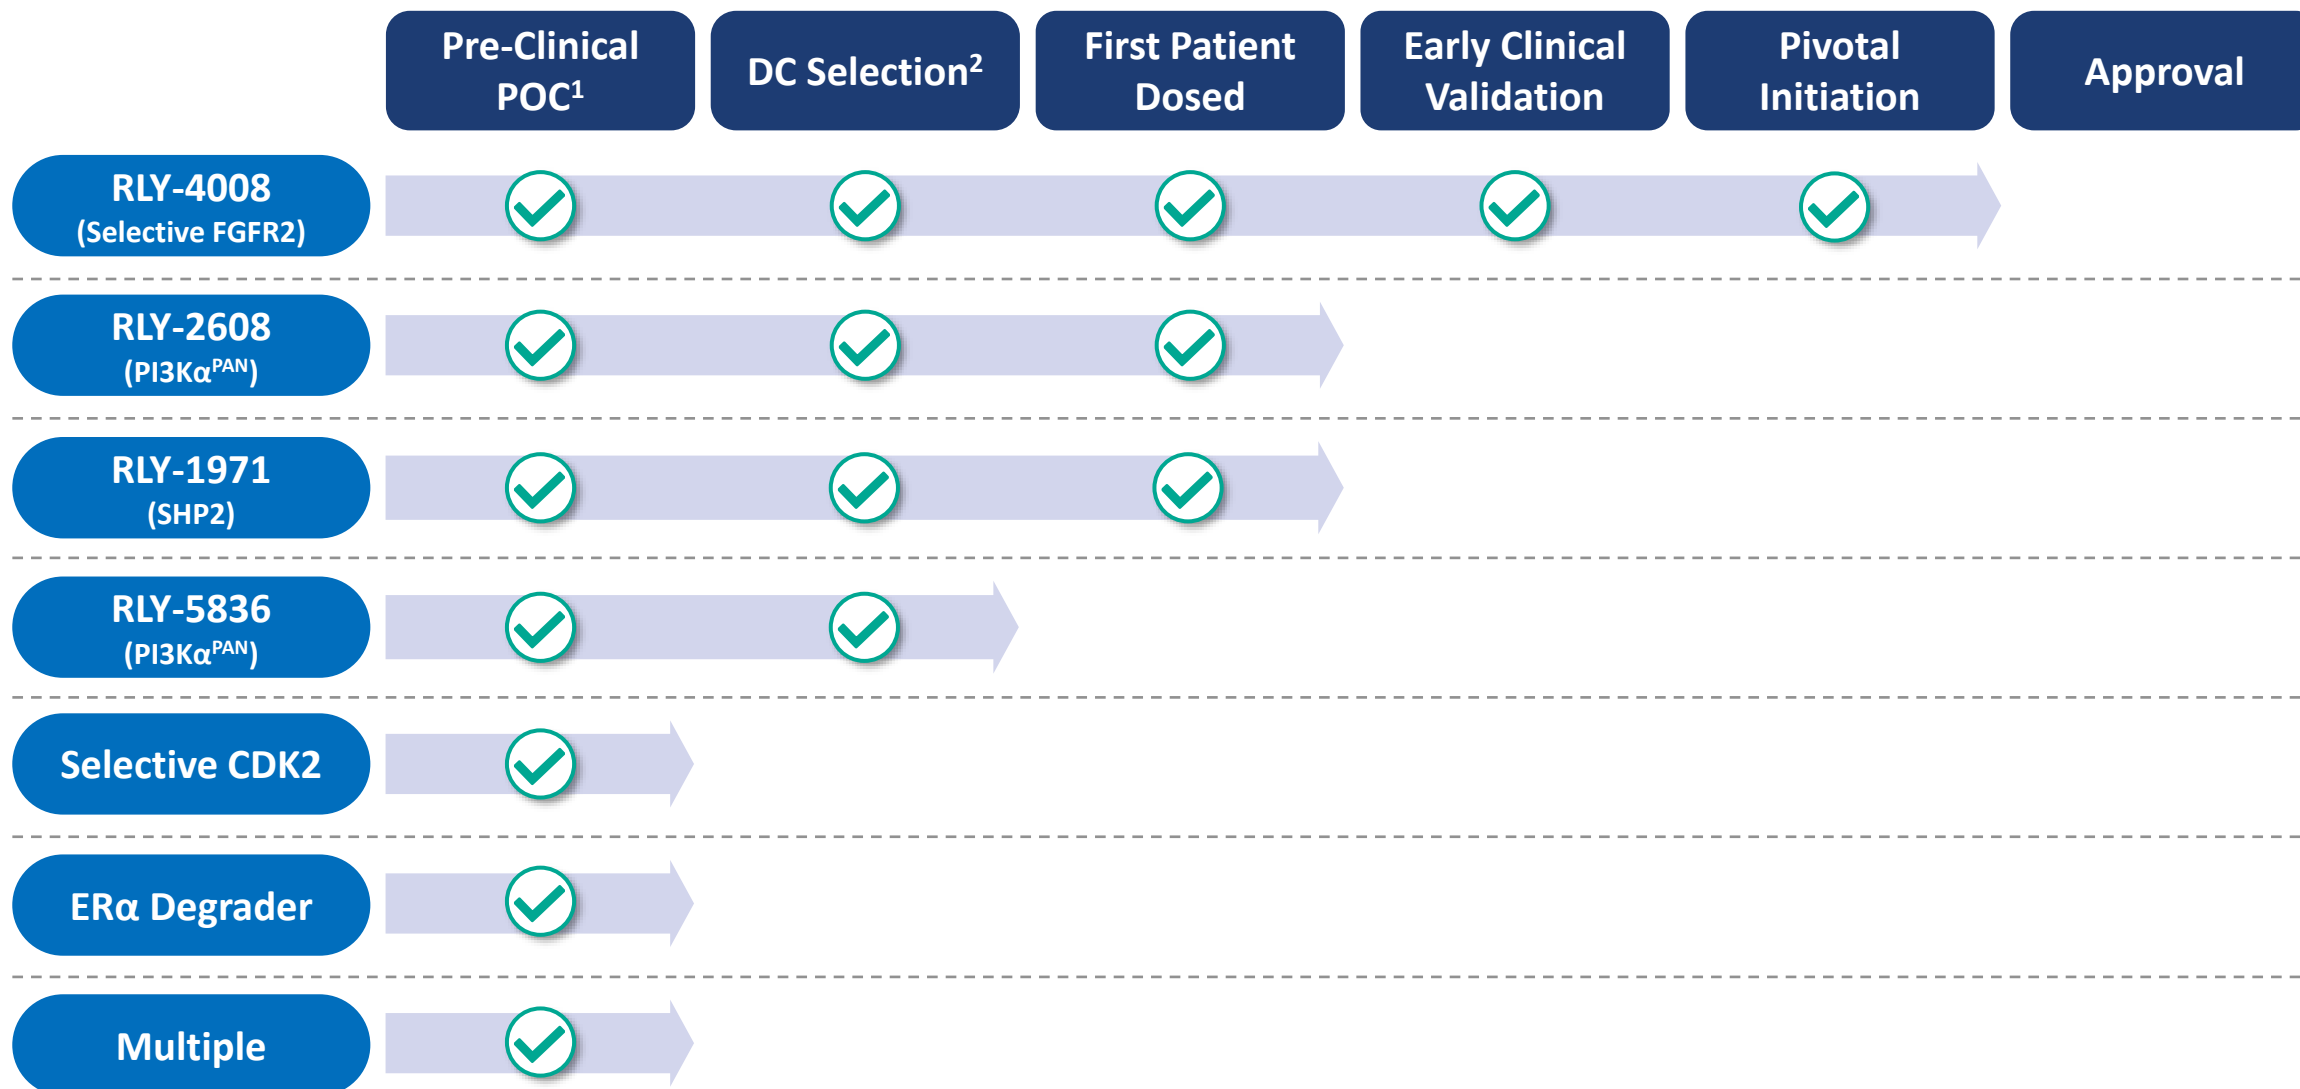 Pre-Clinical
POC¹
DC Selection²
First Patient
Dosed
Early Clinical
Validation
Pivotal
Initiation
Approval
RLY-4008
(Selective FGFR2)
RLY-2608
(PI3Kα^PAN)
RLY-1971
(SHP2)
RLY-5836
(PI3Kα^PAN)
Selective CDK2
ERα Degrader
Multiple